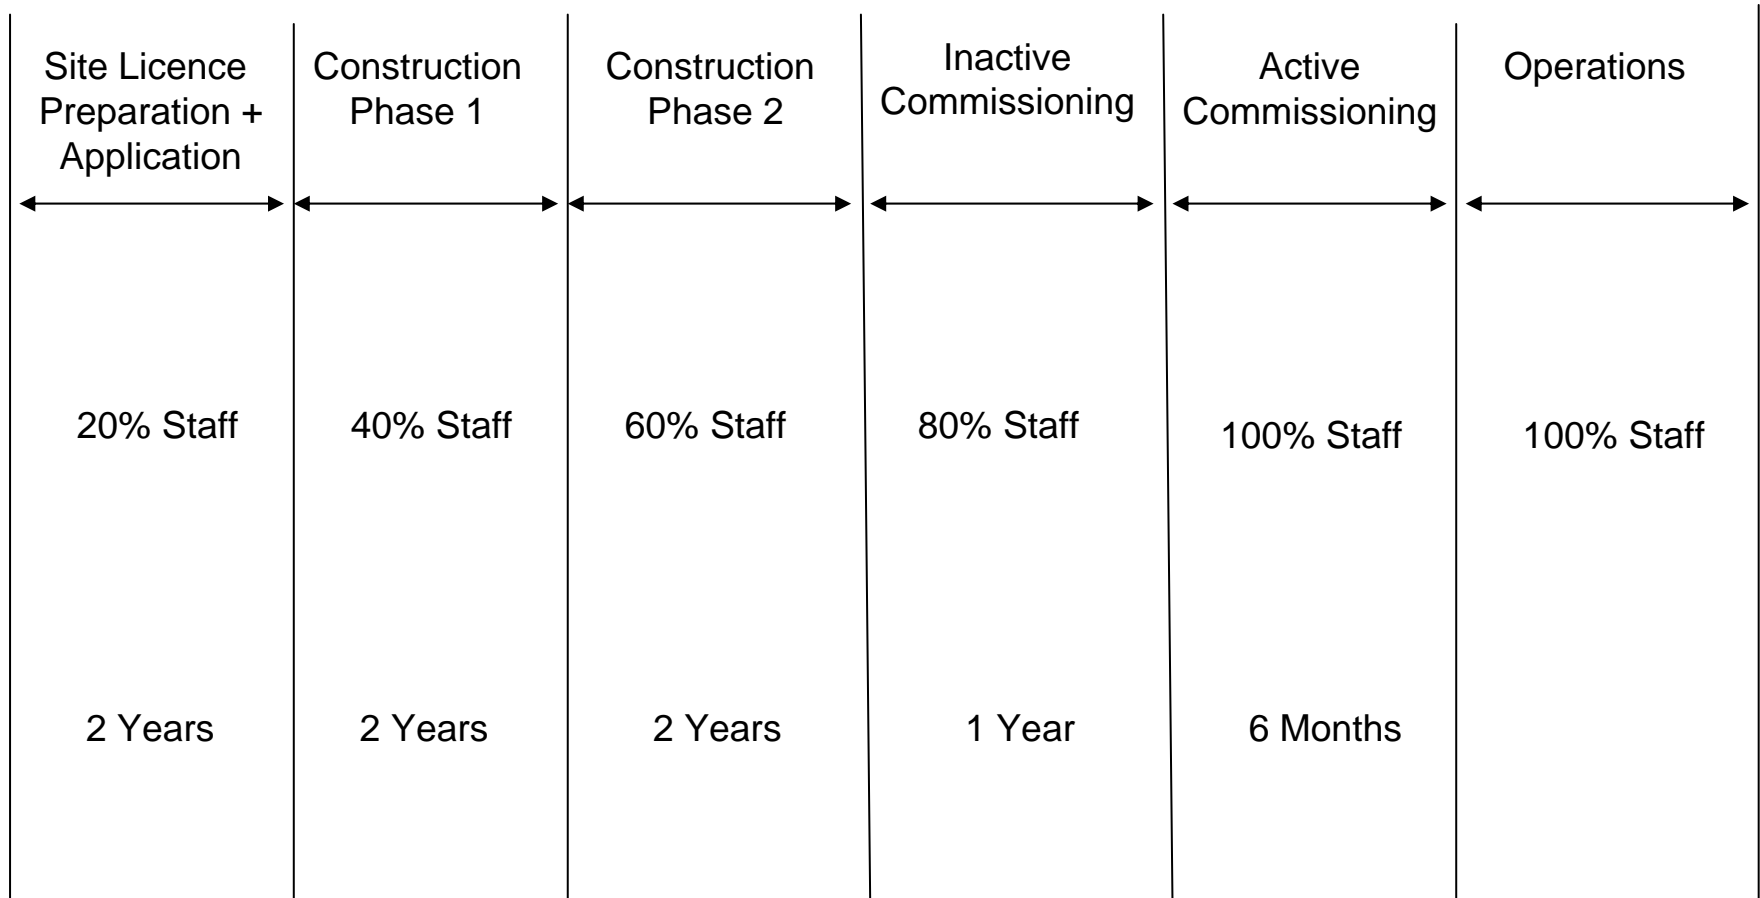 Site Licence
Preparation +
Application
Construction
Phase 1
Construction
Phase 2
Inactive
Commissioning
Active
Commissioning
Operations
20% Staff
40% Staff
60% Staff
80% Staff
100% Staff
100% Staff
2 Years
2 Years
2 Years
1 Year
6 Months